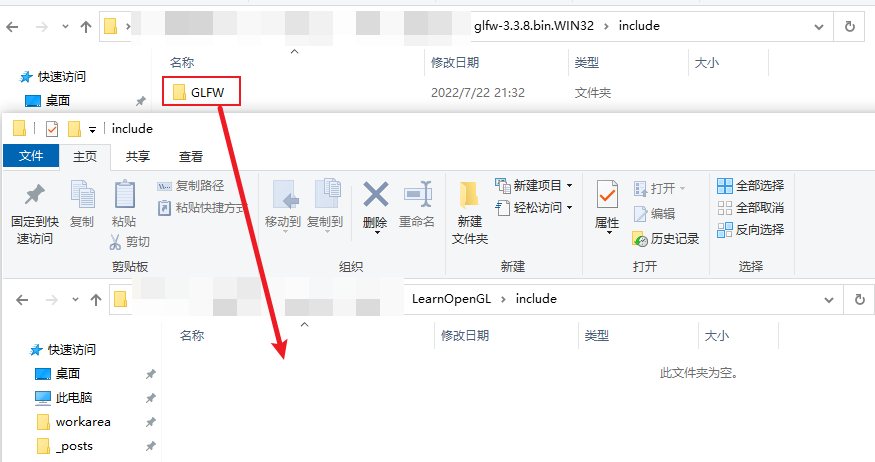 glfw-3.3.8.bin.WIN32 > include
名称 修改日期 类型 大小
快速访问
桌面
GLFW 2022/7/22 21:32 文件夹
include
文件 主页 共享 查看
固定到快速访问
复制
粘贴
复制路径
粘贴快捷方式
剪切
剪贴板
移动到
复制到
删除
重命名
组织
新建文件夹
新建项目
轻松访问
新建
属性
打开
编辑
历史记录
打开
全部选择
全部取消
反向选择
选择
LearnOpenGL > include
名称 修改日期 类型 大小
快速访问
桌面
此电脑
workarea
_posts
此文件夹为空。